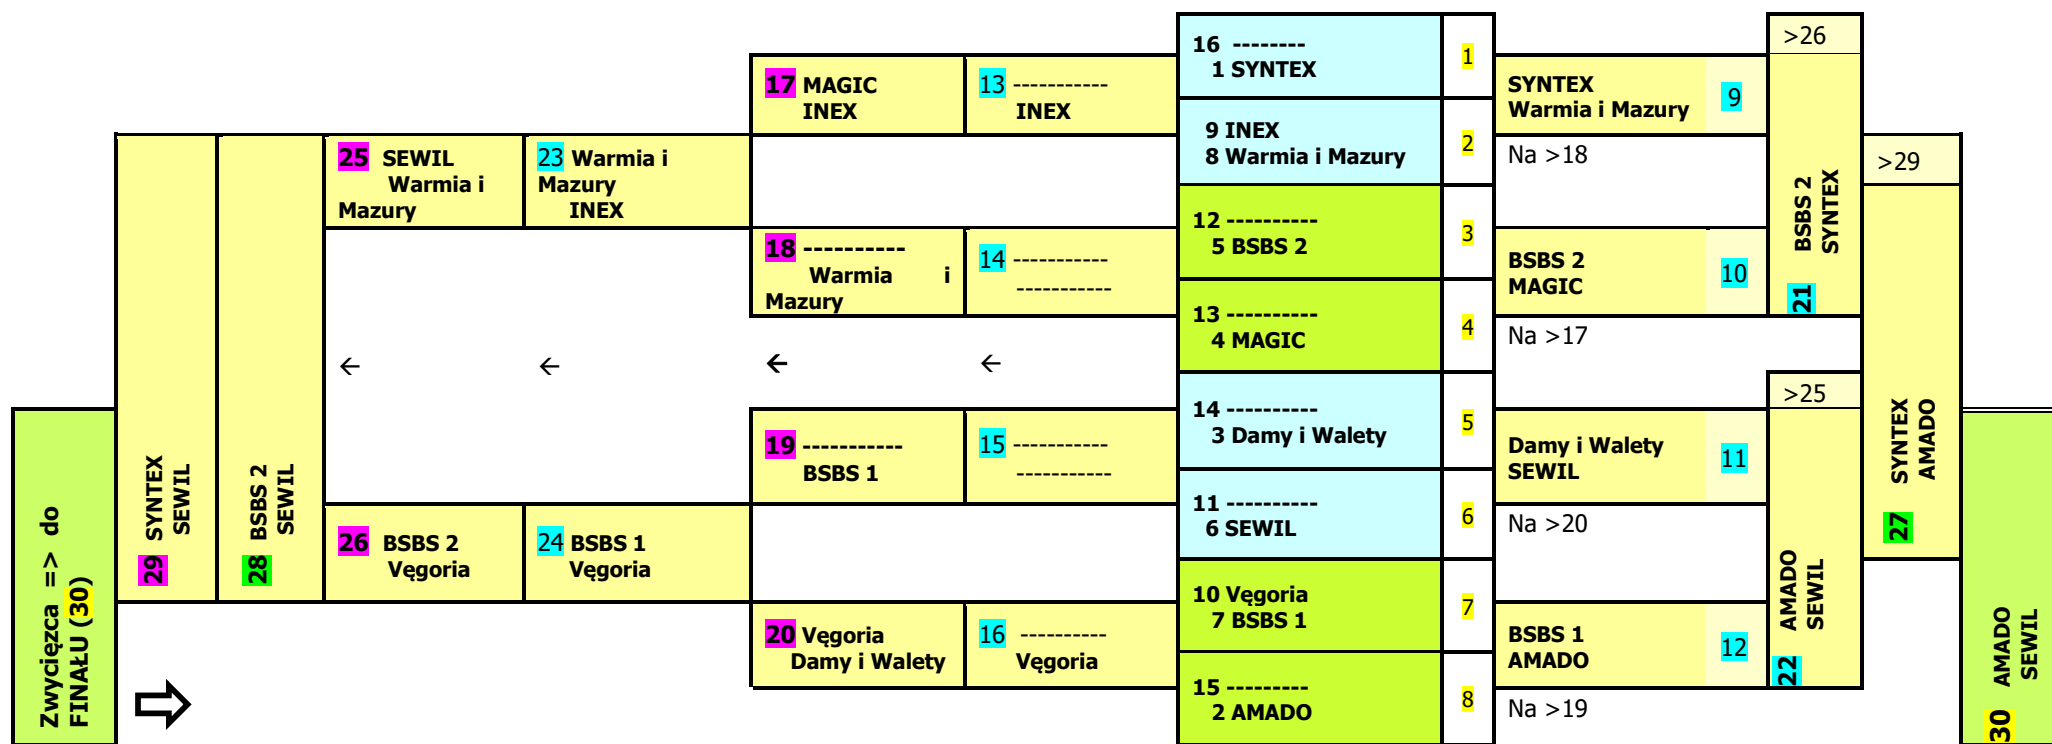 Zwycięzca => do
FINAŁU (30)
29 SYNTEX
SEWIL
28 BSBS 2
SEWIL
25 SEWIL
Warmia i
Mazury
23 Warmia i
Mazury
INEX
26 BSBS 2
Vęgoria
24 BSBS 1
Vęgoria
17 MAGIC
INEX
13 -----------
INEX
18 ----------
Warmia i
Mazury
14 -----------
-----------
19 -----------
BSBS 1
15 -----------
-----------
20 Vęgoria
Damy i Walety
16 ----------
Vęgoria
16 --------
1 SYNTEX
1
9 INEX
8 Warmia i Mazury
2
12 ----------
5 BSBS 2
3
13 ----------
4 MAGIC
4
14 ----------
3 Damy i Walety
5
11 ----------
6 SEWIL
6
10 Vęgoria
7 BSBS 1
7
15 ---------
2 AMADO
8
SYNTEX
Warmia i Mazury
9
Na >18
BSBS 2
MAGIC
10
Na >17
Damy i Walety
SEWIL
11
Na >20
BSBS 1
AMADO
12
Na >19
>26
21 BSBS 2
SYNTEX
>25
22 AMADO
SEWIL
>29
27 SYNTEX
AMADO
30 AMADO
SEWIL